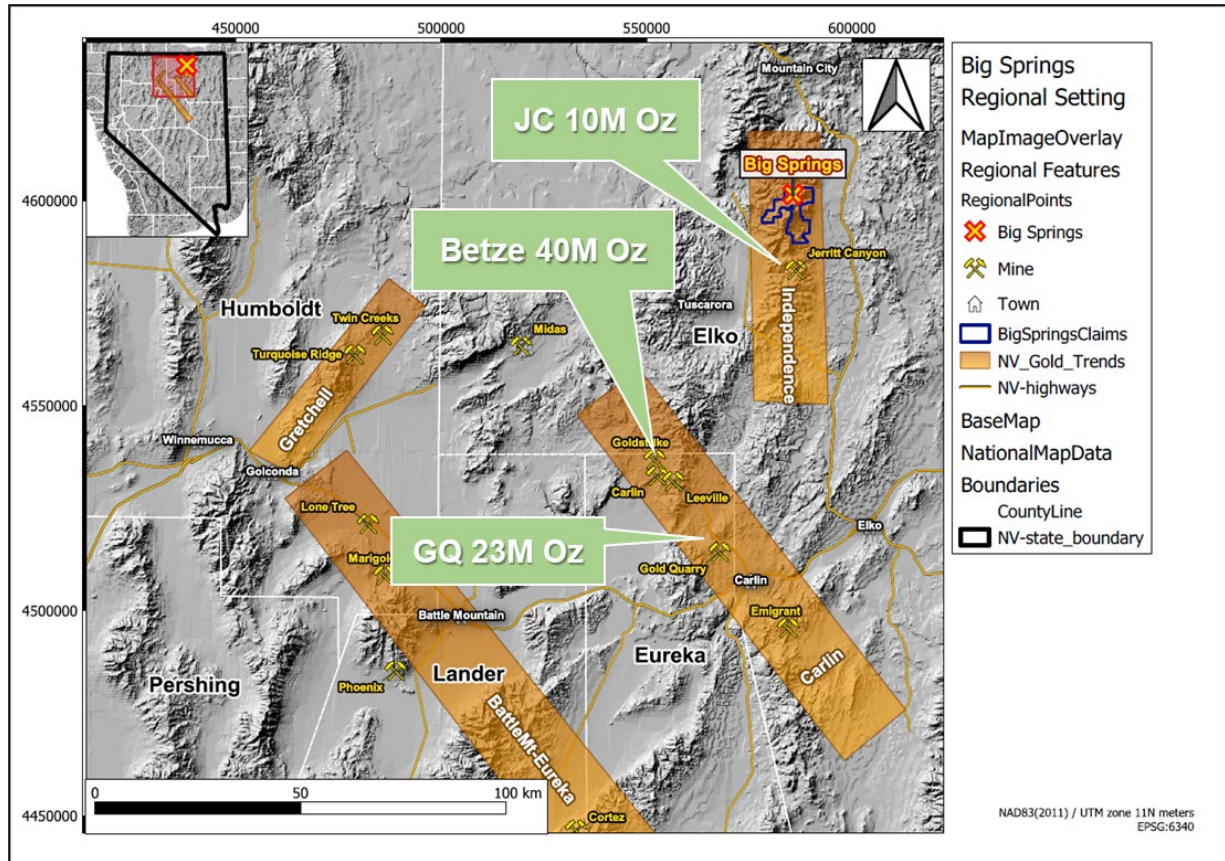 450000
500000
550000
600000
4600000
4550000
4500000
4450000
Mountain City
JC 10M Oz
Big Springs
Betze 40M Oz
Jerritt Canyon
Independence
Humboldt
Twin Creeks
Turquoise Ridge
Gretchell
Midas
Tuscarora
Elko
Winnemucca
Golconda
Goldstrike
Carlin
Leeville
Lone Tree
Elko
Marigold
GQ 23M Oz
Gold Quarry
Carlin
Battle Mountain
Emigrant
Eureka
Carlin
Pershing
Phoenix
Lander
BattleMt-Eureka
Cortez
0
50
100 km
Big Springs
Regional Setting
MapImageOverlay
Regional Features
RegionalPoints
Big Springs
Mine
Town
BigSpringsClaims
NV_Gold_Trends
NV-highways
BaseMap
NationalMapData
Boundaries
CountyLine
NV-state_boundary
NAD83(2011) / UTM zone 11N meters
EPSG:6340